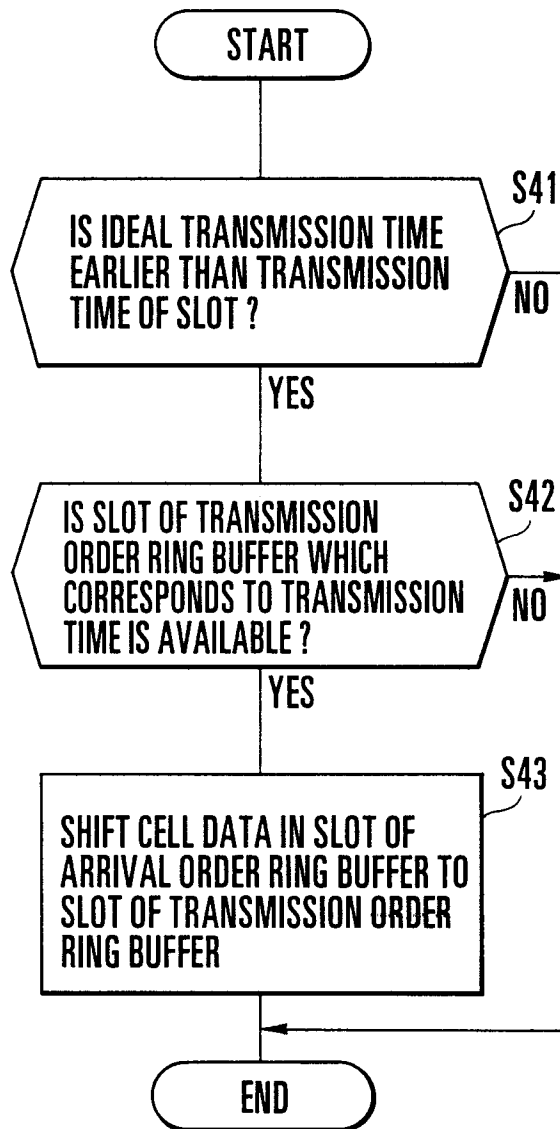 START
S41
IS IDEAL TRANSMISSION TIME
EARLIER THAN TRANSMISSION
TIME OF SLOT ?
NO
YES
S42
IS SLOT OF TRANSMISSION
ORDER RING BUFFER WHICH
CORRESPONDS TO TRANSMISSION
TIME IS AVAILABLE ?
NO
YES
S43
SHIFT CELL DATA IN SLOT OF
ARRIVAL ORDER RING BUFFER TO
SLOT OF TRANSMISSION ORDER
RING BUFFER
END